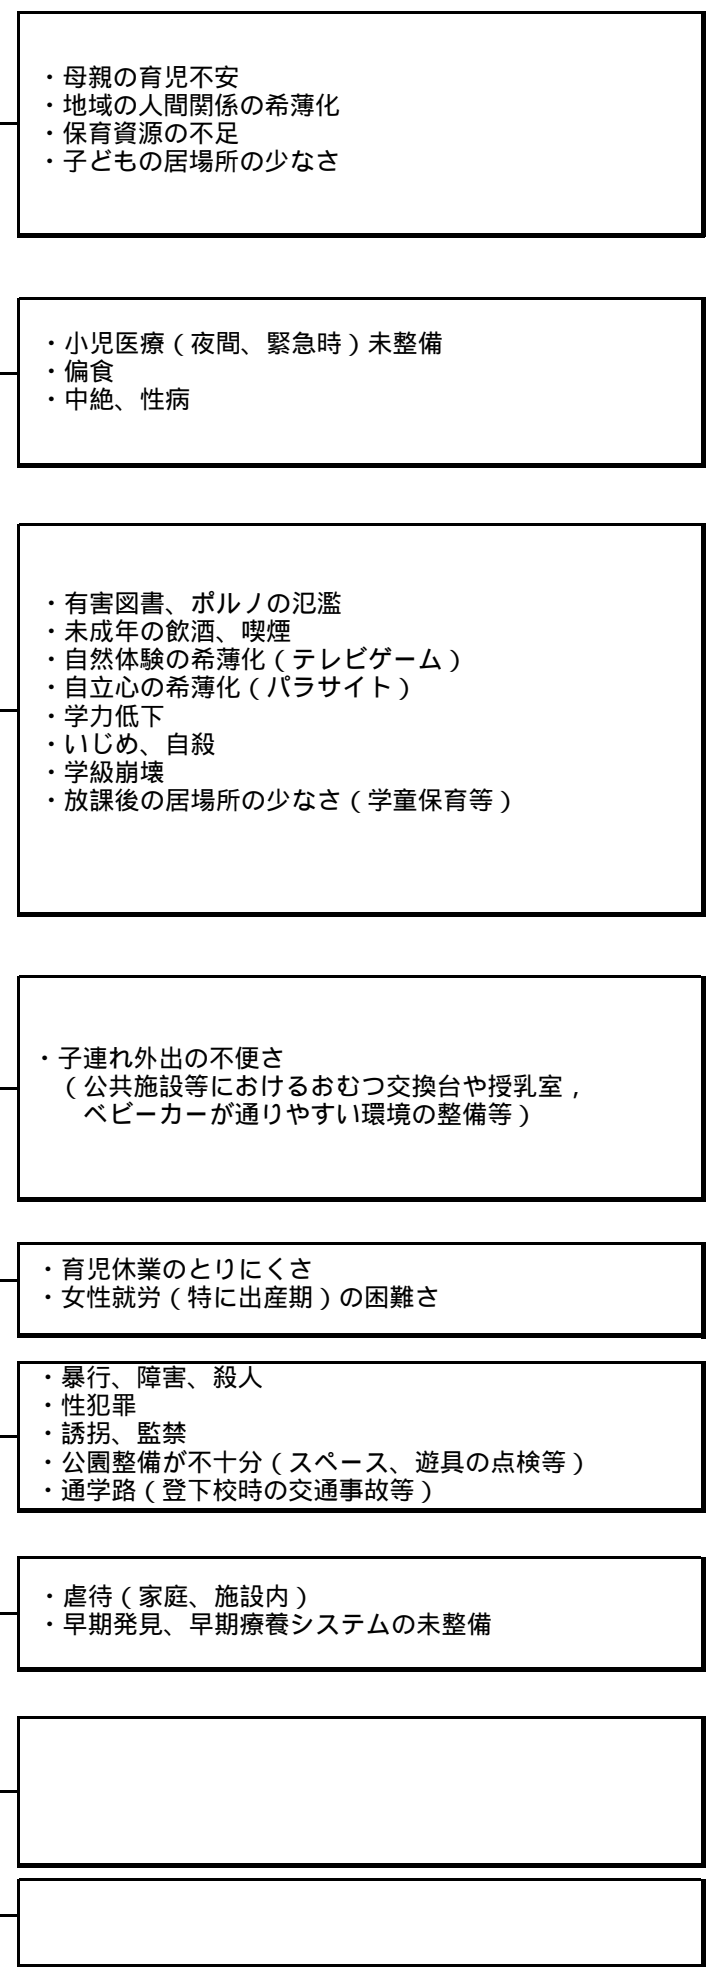 ・母親の育児不安
・地域の人間関係の希薄化
・保育資源の不足
・子どもの居場所の少なさ
・小児医療（夜間、緊急時）未整備
・偏食
・中絶、性病
・有害図書、ポルノの氾濫
・未成年の飲酒、喫煙
・自然体験の希薄化（テレビゲーム）
・自立心の希薄化（パラサイト）
・学力低下
・いじめ、自殺
・学級崩壊
・放課後の居場所の少なさ（学童保育等）
・子連れ外出の不便さ
（公共施設等におけるおむつ交換台や授乳室，
ベビーカーが通りやすい環境の整備等）
・育児休業のとりにくさ
・女性就労（特に出産期）の困難さ
・暴行、障害、殺人
・性犯罪
・誘拐、監禁
・公園整備が不十分（スペース、遊具の点検等）
・通学路（登下校時の交通事故等）
・虐待（家庭、施設内）
・早期発見、早期療養システムの未整備